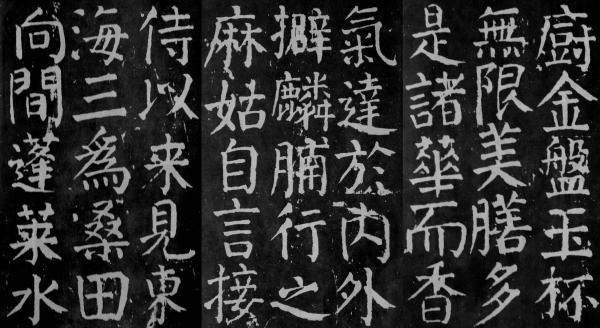 廚金盤玉杯
無限美膳多
是諸華而香
氣達於內外
擗麟脯行之
麻姑自言接
侍以来見東
海三為桑田
向間蓬萊水